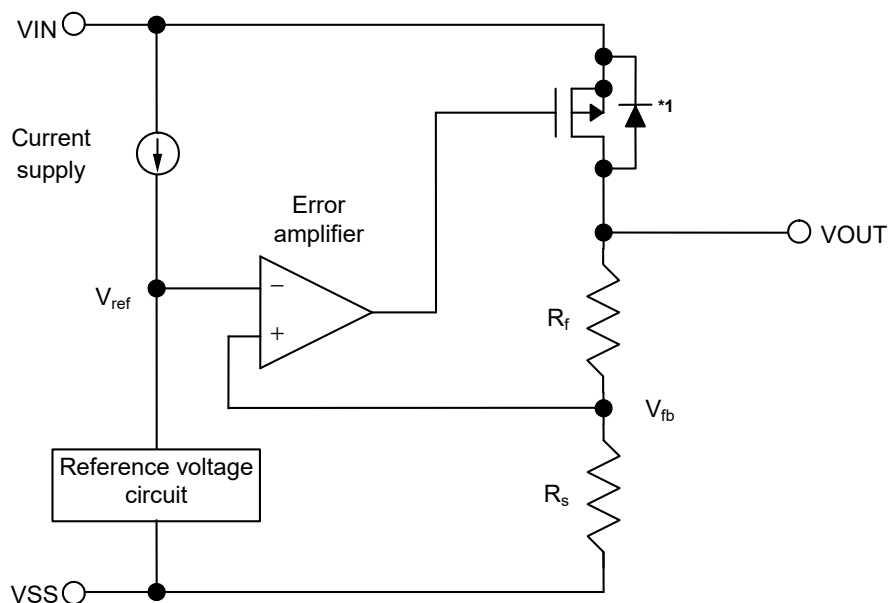 VIN
*1
Current
supply
Error
amplifier
VOUT
Vref
−
+
Rf
Vfb
Reference voltage
circuit
Rs
VSS